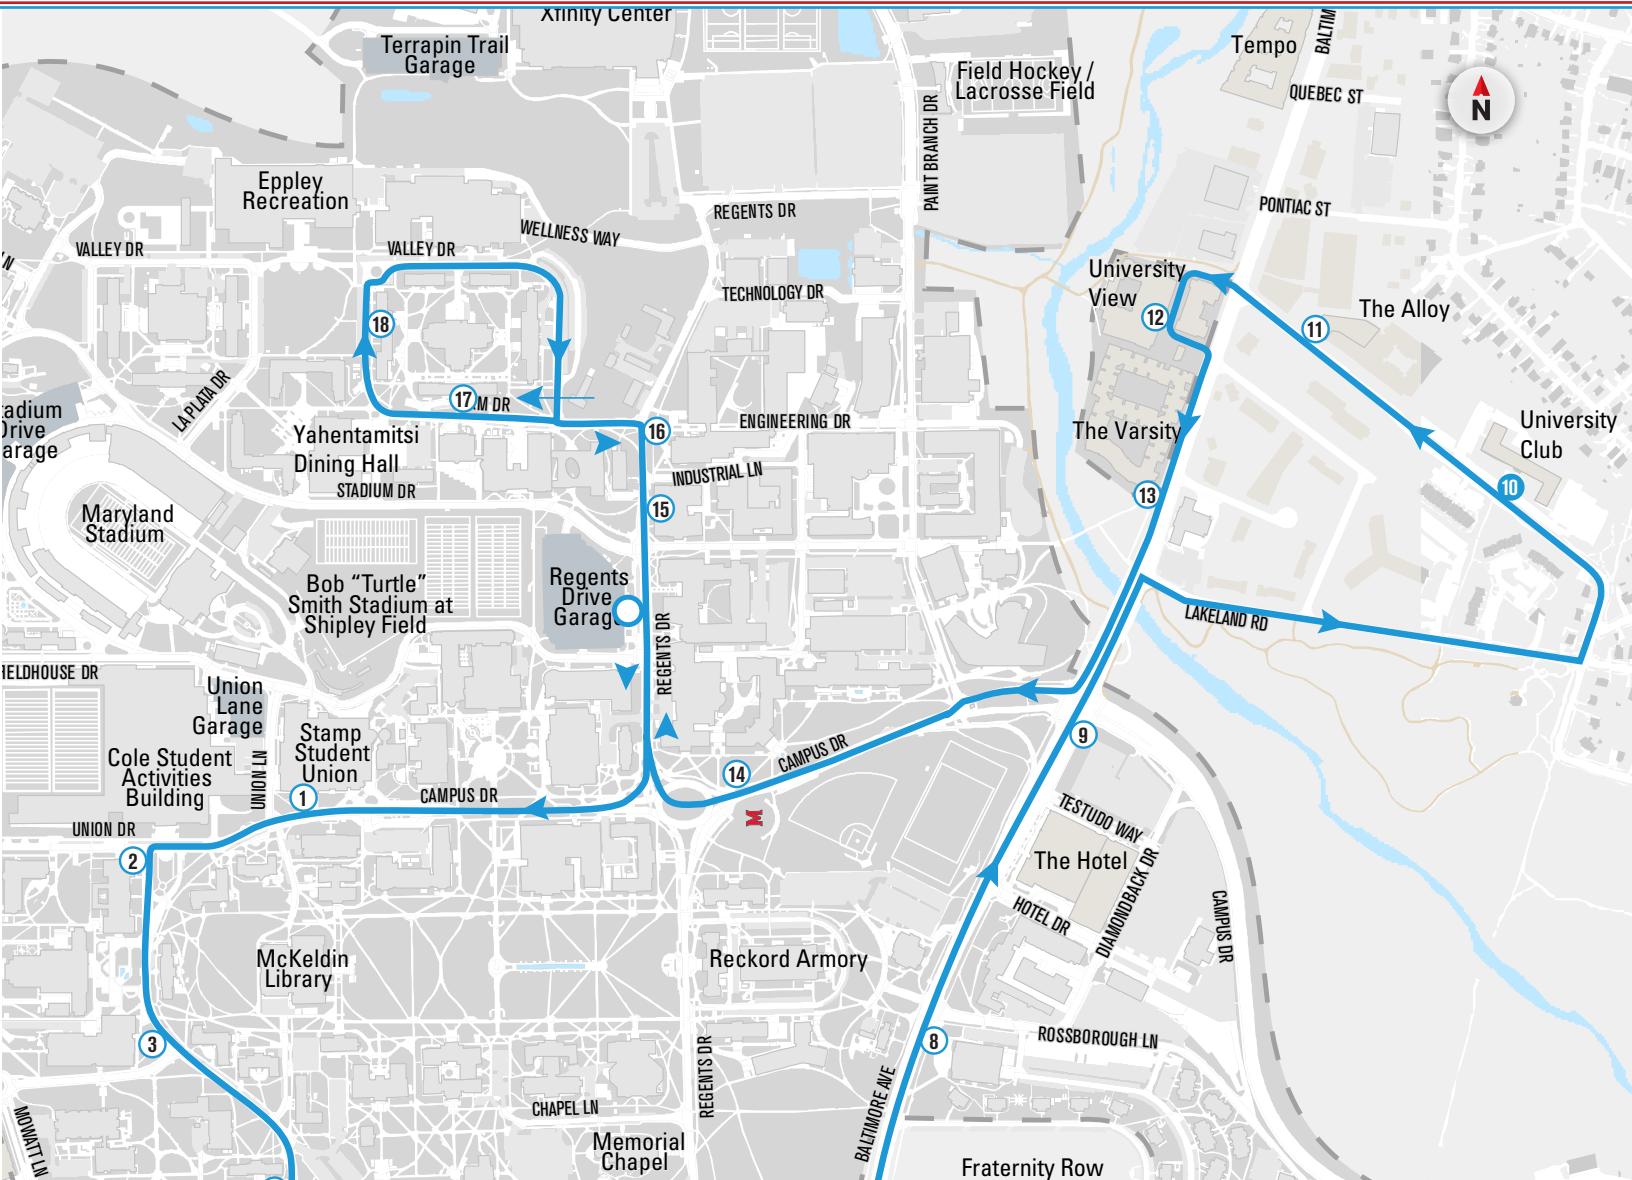 Xfinity Center
Terrapin Trail
Garage
Field Hockey /
Lacrosse Field
Tempo
BALTIM
QUEBEC ST
N
PAINT BRANCH DR
Eppley
Recreation
REGENTS DR
PONTIAC ST
WELLNESS WAY
VALLEY DR
VALLEY DR
TECHNOLOGY DR
University
View
12
11
The Alloy
18
LA PLATA DR
17
M DR
16
ENGINEERING DR
tadium
Drive
arage
Yahentamitsi
Dining Hall
STADIUM DR
INDUSTRIAL LN
15
The Varsity
13
University
Club
10
Maryland
Stadium
Bob “Turtle”
Smith Stadium at
Shipley Field
Regents
Drive
Garag
REGENTS DR
LAKELAND RD
IELDHOUSE DR
Union
Lane
Garage
Stamp
Student
Union
Cole Student
Activities
Building
UNION LN
1
CAMPUS DR
14
CAMPUS DR
9
M
UNION DR
2
TESTUDO WAY
The Hotel
DIAMONDBACK DR
HOTEL DR
CAMPUS DR
McKeldin
Library
Reckord Armory
3
8
ROSSBOROUGH LN
REGENTS DR
BALTIMORE AVE
MOWATT LN
CHAPEL LN
Memorial
Chapel
Fraternity Row